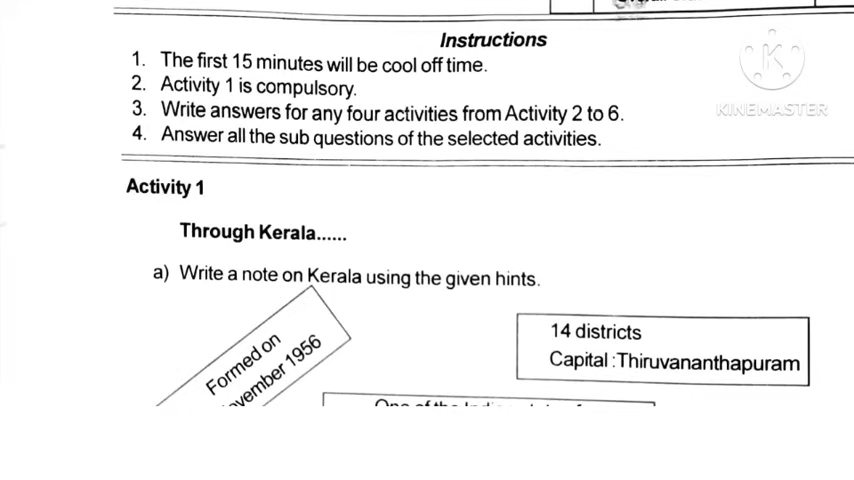 Instructions
1. The first 15 minutes will be cool off time.
2. Activity 1 is compulsory.
3. Write answers for any four activities from Activity 2 to 6.
4. Answer all the sub questions of the selected activities.
KINEMASTER
Activity 1
Through Kerala......
a) Write a note on Kerala using the given hints.
Formed on
vember 1956
14 districts
Capital : Thiruvananthapuram
One of the